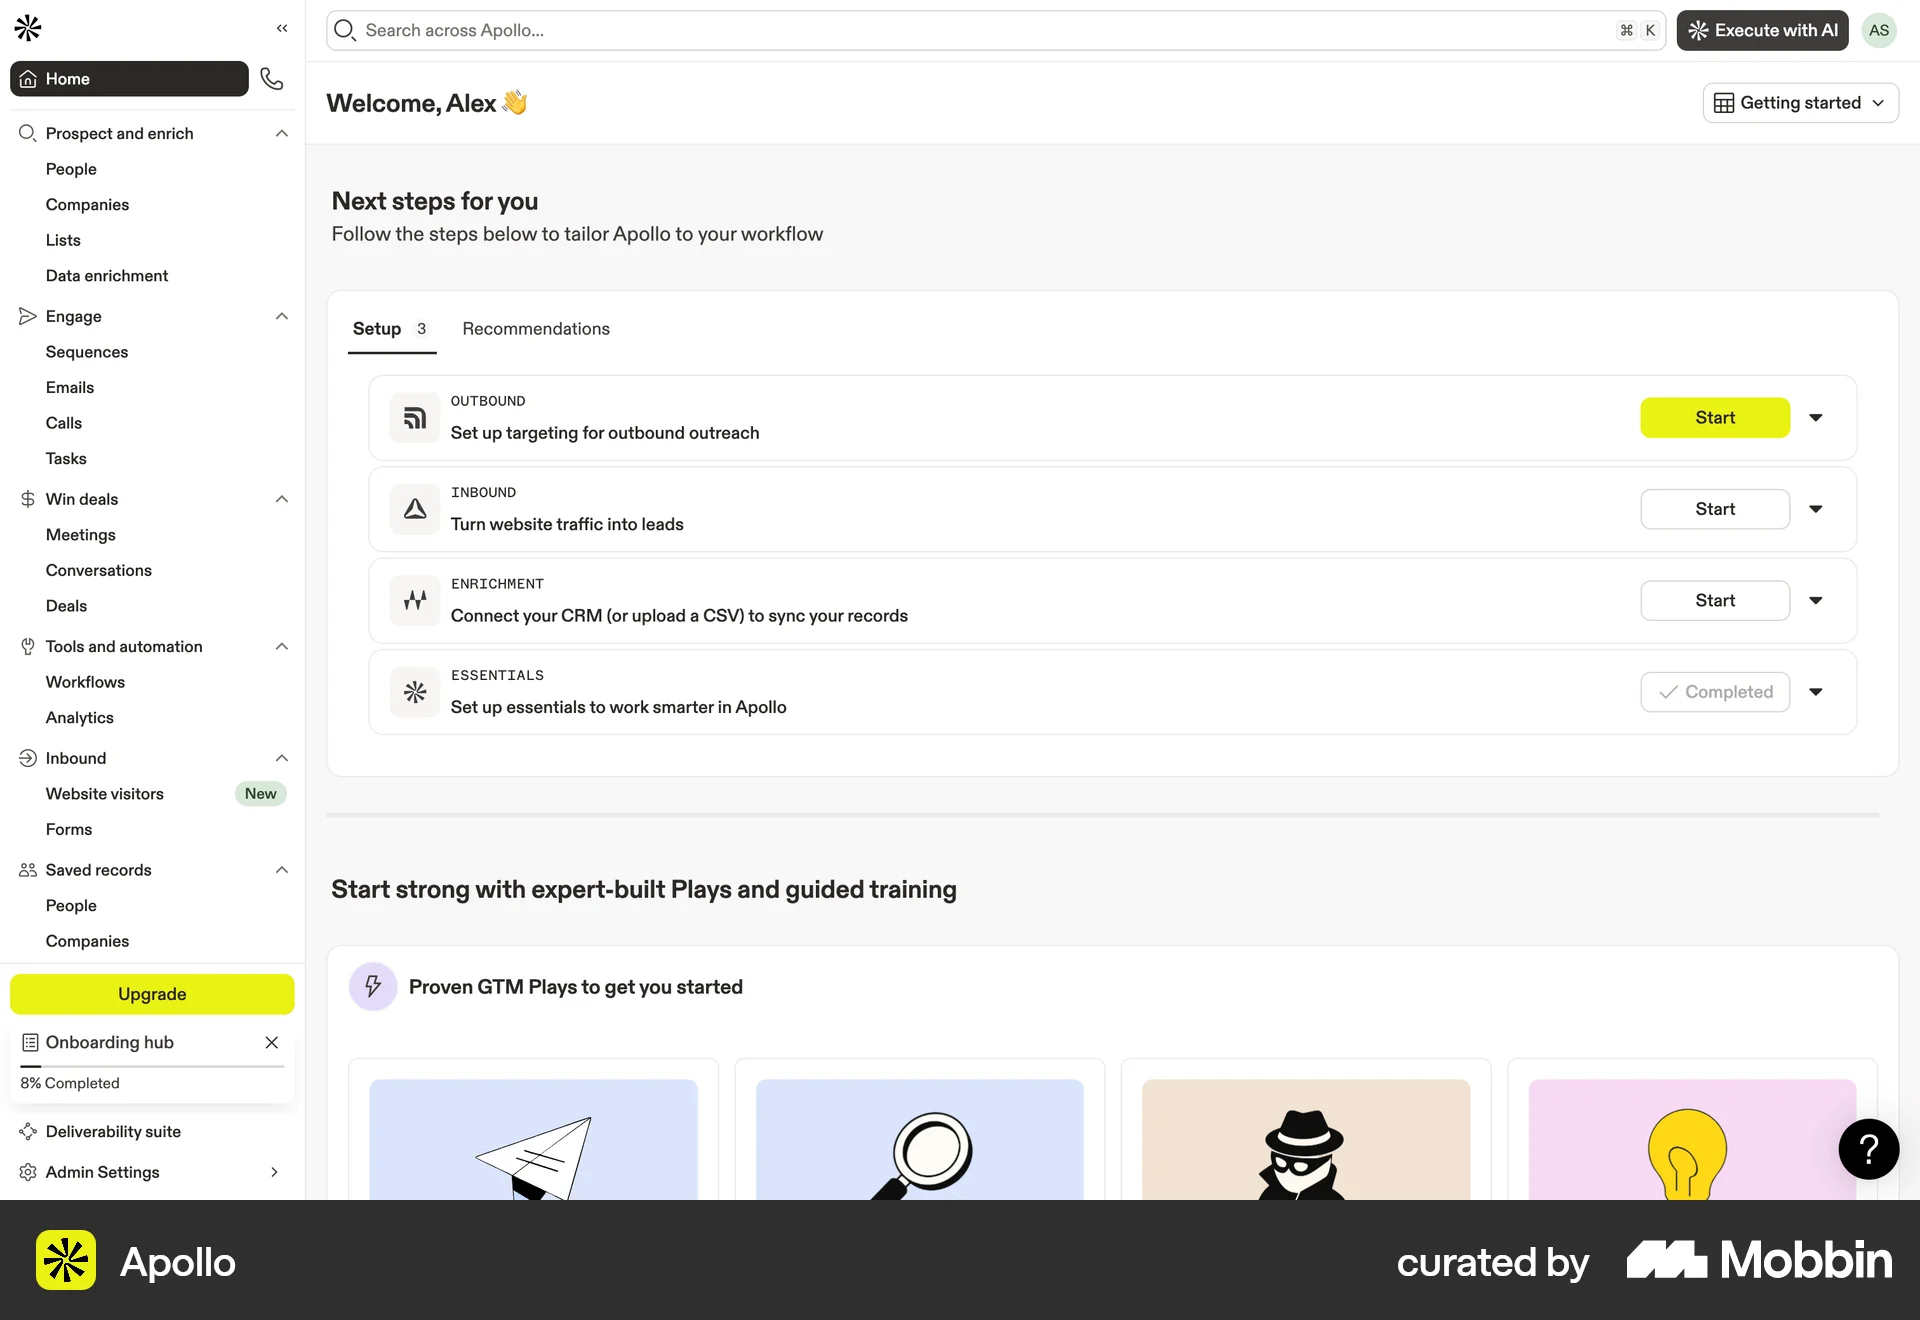 Home
Prospect and enrich
People
Companies
Lists
Data enrichment
Engage
Sequences
Emails
Calls
Tasks
Win deals
Meetings
Conversations
Deals
Tools and automation
Workflows
Analytics
Inbound
Website visitors New
Forms
Saved records
People
Companies
Upgrade
Onboarding hub
8% Completed
Deliverability suite
Admin Settings
Search across Apollo... ⌘ K
Execute with AI
AS
Welcome, Alex 👋
Getting started
Next steps for you
Follow the steps below to tailor Apollo to your workflow
Setup 3 Recommendations
OUTBOUND
Set up targeting for outbound outreach
Start
INBOUND
Turn website traffic into leads
Start
ENRICHMENT
Connect your CRM (or upload a CSV) to sync your records
Start
ESSENTIALS
Set up essentials to work smarter in Apollo
Completed
Start strong with expert-built Plays and guided training
Proven GTM Plays to get you started
?
Apollo
curated by Mobbin